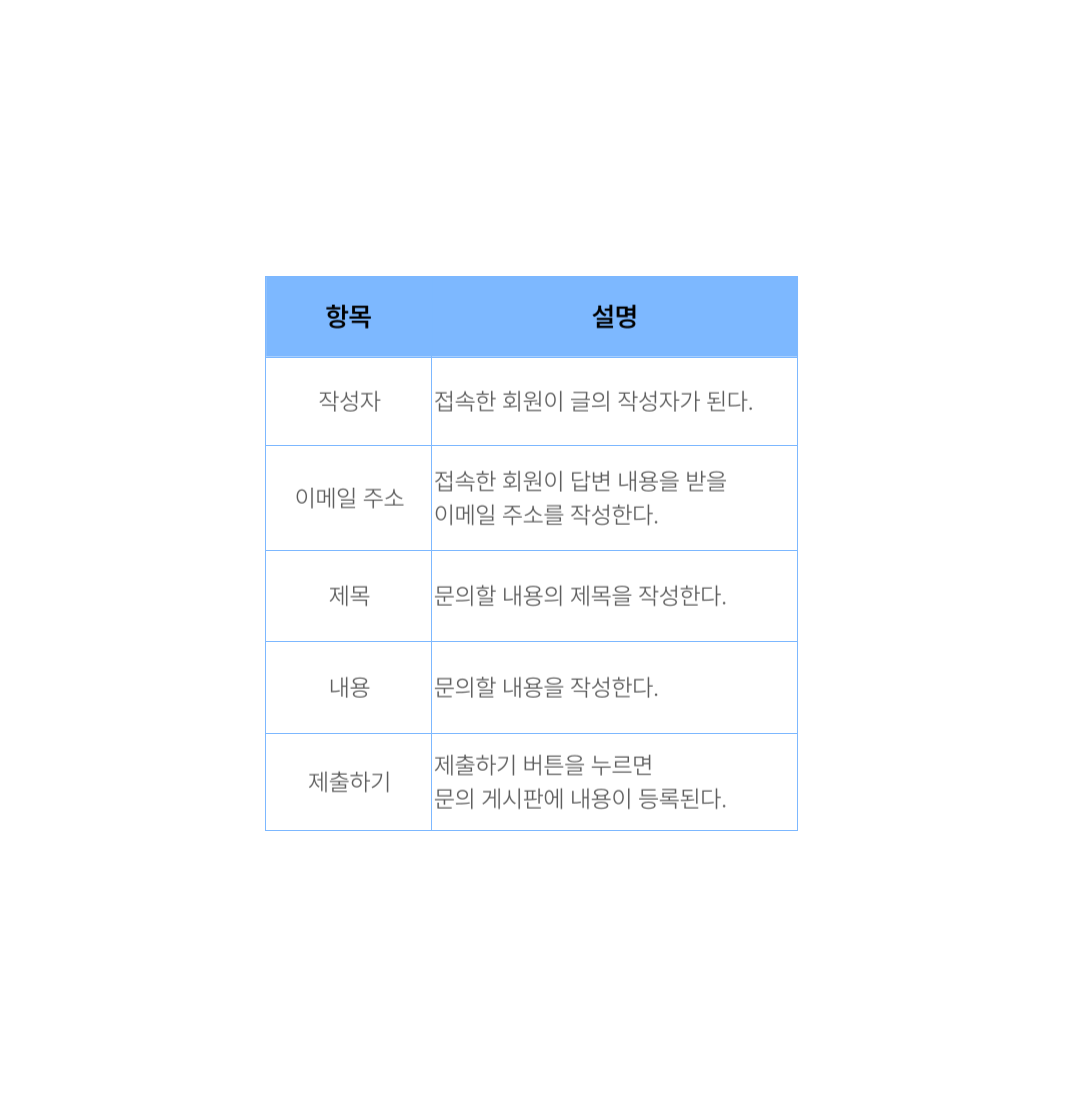 항목 설명
작성자 접속한 회원이 글의 작성자가 된다.
이메일 주소 접속한 회원이 답변 내용을 받을
이메일 주소를 작성한다.
제목 문의할 내용의 제목을 작성한다.
내용 문의할 내용을 작성한다.
제출하기 제출하기 버튼을 누르면
문의 게시판에 내용이 등록된다.